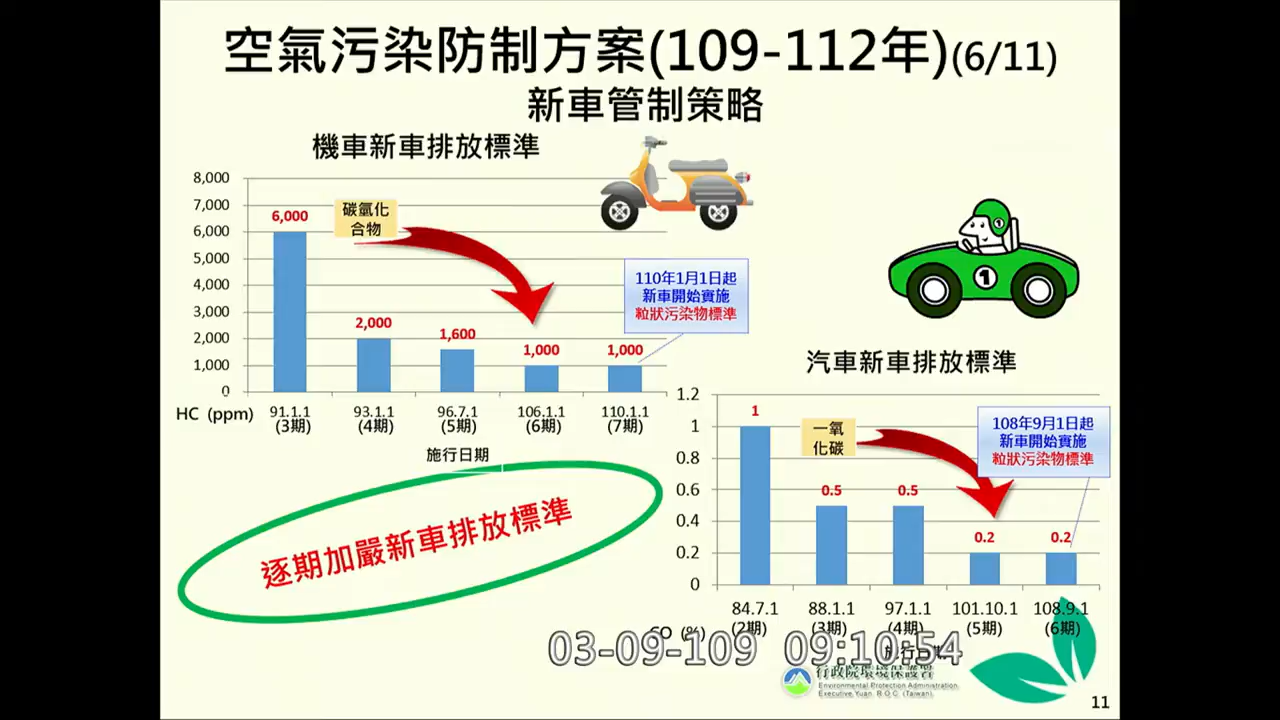 空氣污染防制方案(109-112年)(6/11)
新車管制策略
機車新車排放標準
8,000
7,000
6,000
5,000
4,000
3,000
2,000
1,000
0
6,000
2,000
1,600
1,000
1,000
碳氫化
合物
110年1月1日起
新車開始實施
粒狀污染物標準
HC (ppm)
91.1.1 93.1.1 96.7.1 106.1.1 110.1.1
(3期) (4期) (5期) (6期) (7期)
施行日期
逐期加嚴新車排放標準
汽車新車排放標準
1.2
1
0.8
0.6
0.4
0.2
0
1
0.5
0.5
0.2
0.2
一氧
化碳
108年9月1日起
新車開始實施
粒狀污染物標準
84.7.1 88.1.1 97.1.1 101.10.1 108.9.1
CO (%) (2期) (3期) (4期) (5期) (6期)
施行日期
03-09-109 09:10:54
1
1
行政院環境保護署
Environmental Protection Administration
Executive Yuan, R.O.C. (Taiwan)
11